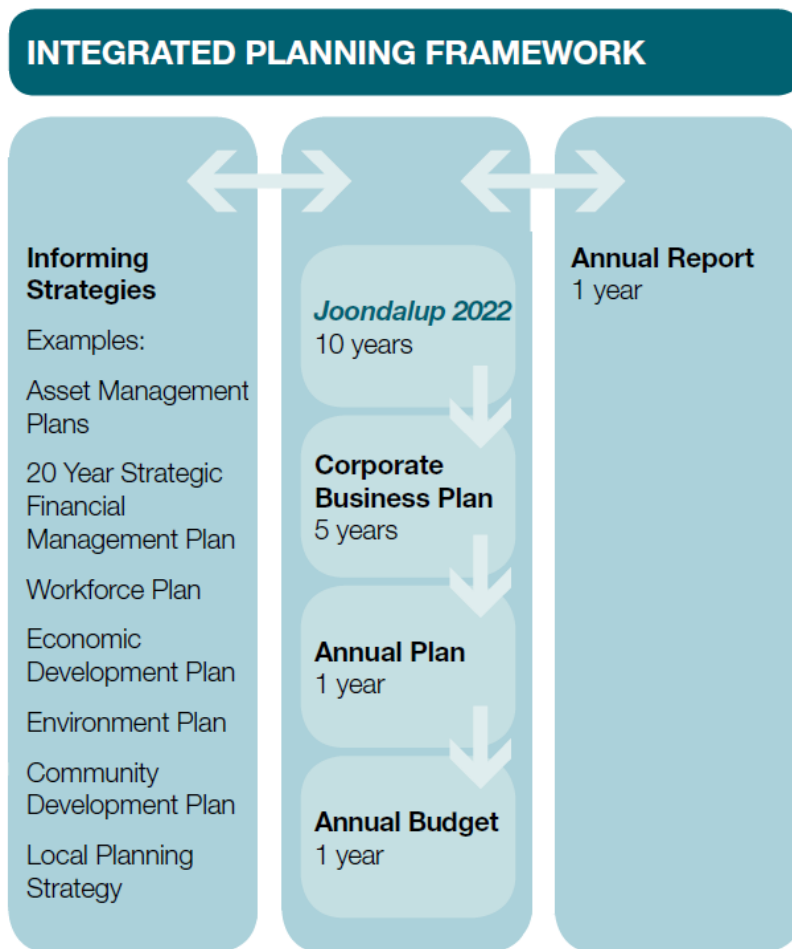 INTEGRATED PLANNING FRAMEWORK
Informing
Strategies
Examples:
Asset Management
Plans
20 Year Strategic
Financial
Management Plan
Workforce Plan
Economic
Development Plan
Environment Plan
Community
Development Plan
Local Planning
Strategy
Joondalup 2022
10 years
Corporate
Business Plan
5 years
Annual Plan
1 year
Annual Budget
1 year
Annual Report
1 year